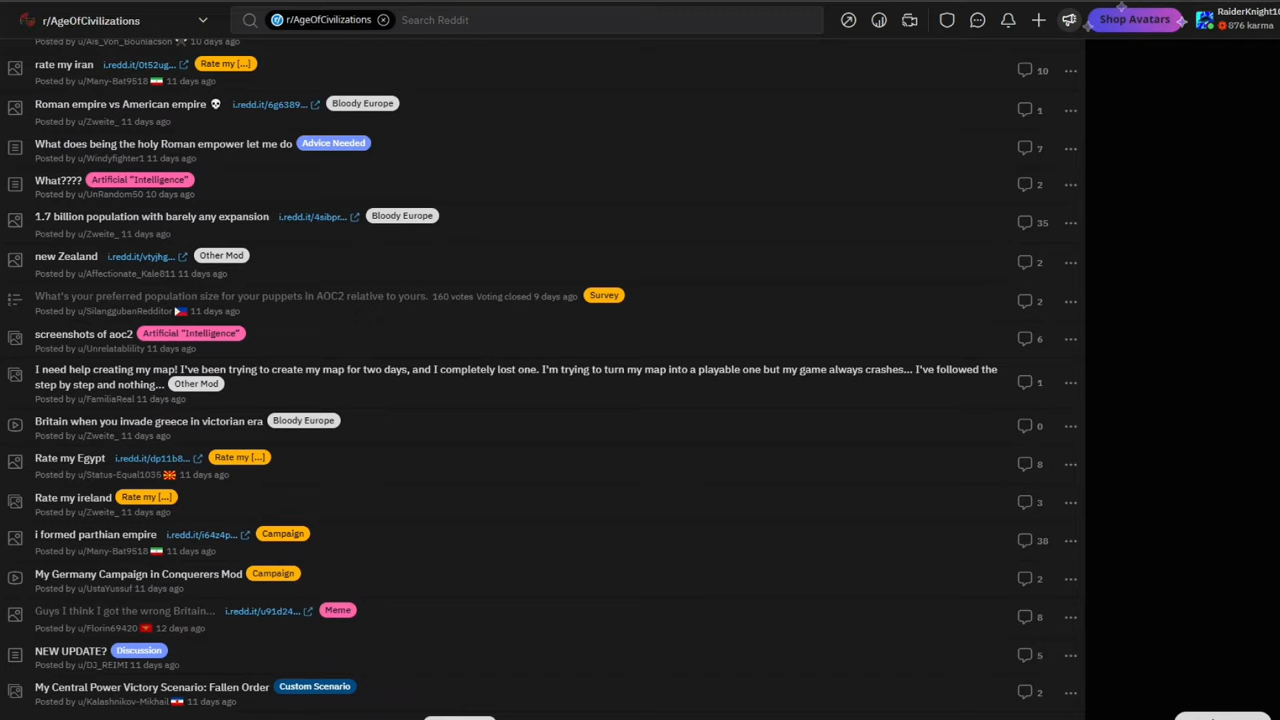 r/AgeOfCivilizations
r/AgeOfCivilizations Search Reddit
Shop Avatars
RaiderKnight10
876 karma
Posted by u/Als_Von_Bounlacson 10 days ago
rate my iran i.redd.it/0t52ug... Rate my [...]
Posted by u/Many-Bat9518 11 days ago
10
Roman empire vs American empire 💀 i.redd.it/6g6389... Bloody Europe
Posted by u/Zweite_ 11 days ago
1
What does being the holy Roman empower let me do Advice Needed
Posted by u/Windyfighter1 11 days ago
7
What???? Artificial "Intelligence"
Posted by u/UnRandom50 10 days ago
2
1.7 billion population with barely any expansion i.redd.it/4sibpr... Bloody Europe
Posted by u/Zweite_ 11 days ago
35
new Zealand i.redd.it/vtyjhg... Other Mod
Posted by u/Affectionate_Kale811 11 days ago
2
What's your preferred population size for your puppets in AOC2 relative to yours. 160 votes Voting closed 9 days ago Survey
Posted by u/SilanggubanRedditor 11 days ago
2
screenshots of aoc2 Artificial "Intelligence"
Posted by u/Unrelatablility 11 days ago
6
I need help creating my map! I've been trying to create my map for two days, and I completely lost one. I'm trying to turn my map into a playable one but my game always crashes... I've followed the
step by step and nothing... Other Mod
Posted by u/FamiliaReal 11 days ago
1
Britain when you invade greece in victorian era Bloody Europe
Posted by u/Zweite_ 11 days ago
0
Rate my Egypt i.redd.it/dp11b8... Rate my [...]
Posted by u/Status-Equal1035 11 days ago
8
Rate my ireland Rate my [...]
Posted by u/Zweite_ 11 days ago
3
i formed parthian empire i.redd.it/i64z4p... Campaign
Posted by u/Many-Bat9518 11 days ago
38
My Germany Campaign in Conquerers Mod Campaign
Posted by u/UstaYussuf 11 days ago
2
Guys I think I got the wrong Britain... i.redd.it/u91d24... Meme
Posted by u/Florin69420 12 days ago
8
NEW UPDATE? Discussion
Posted by u/DJ_REIMI 11 days ago
5
My Central Power Victory Scenario: Fallen Order Custom Scenario
Posted by u/Kalashnikov-Mikhail 11 days ago
2